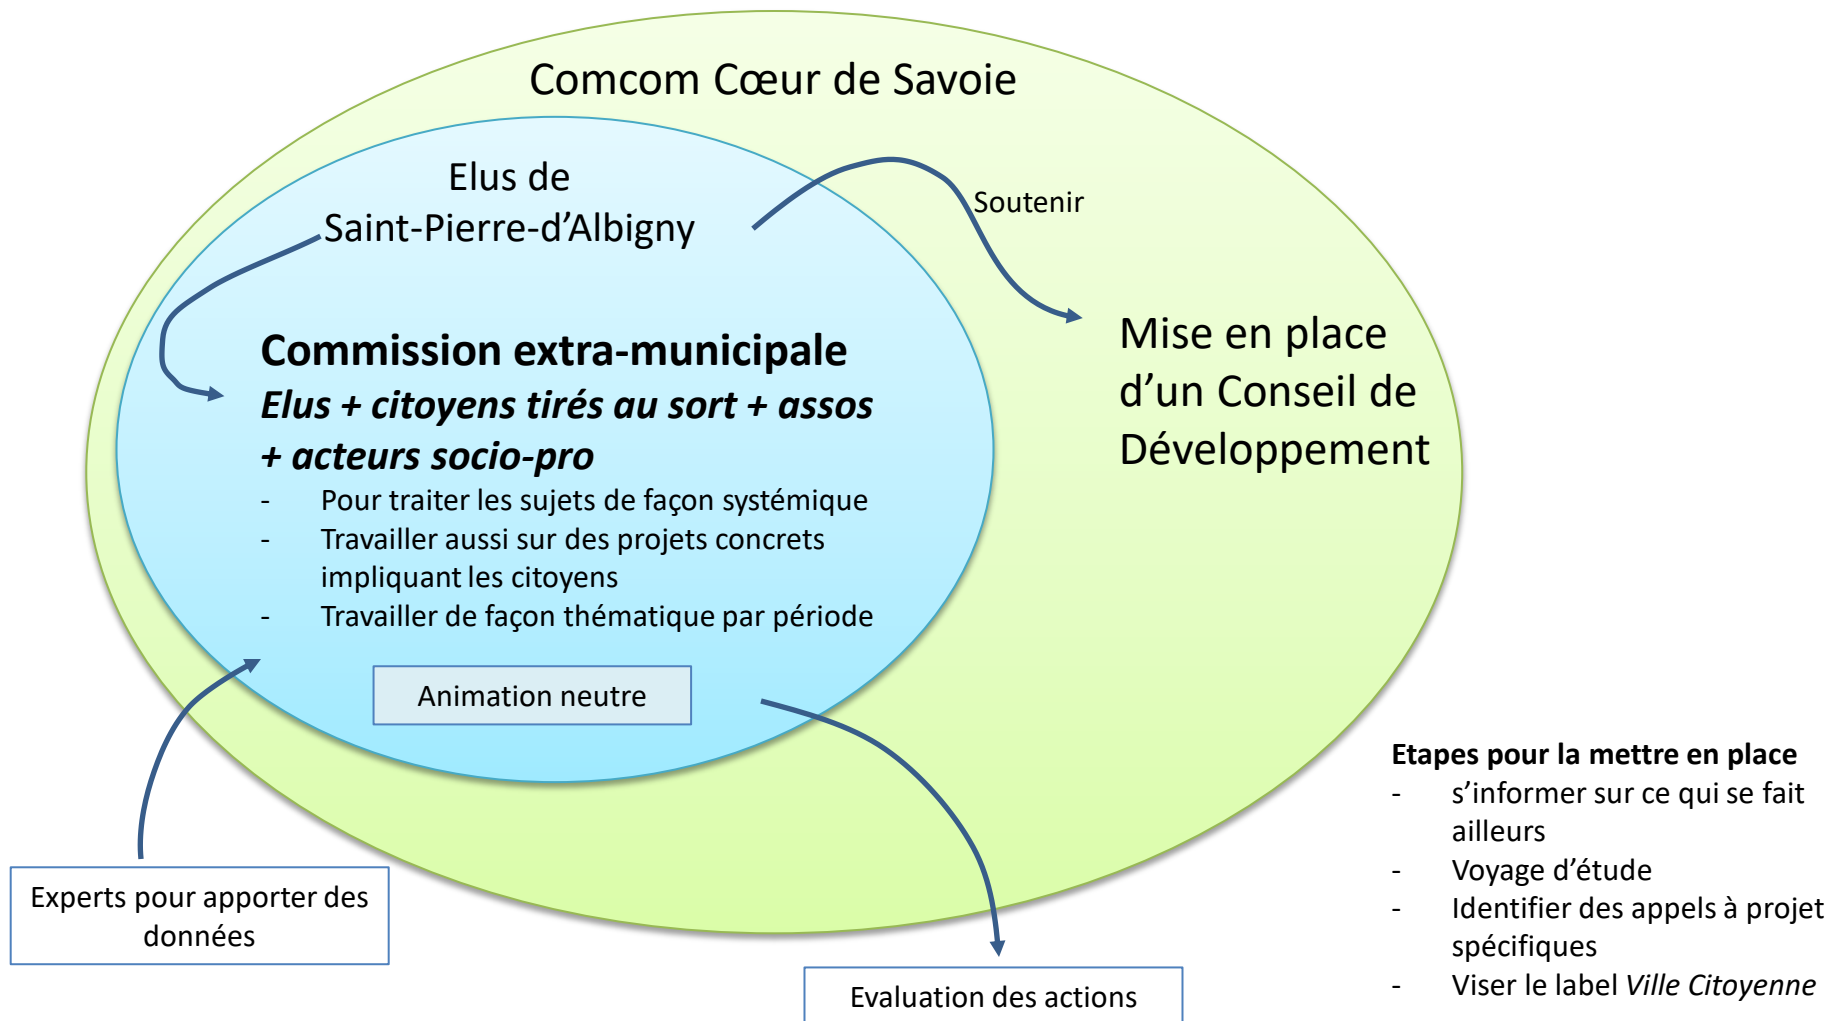 Comcom Cœur de Savoie
Elus de
Saint-Pierre-d’Albigny
Soutenir
Commission extra-municipale
Elus + citoyens tirés au sort + assos
+ acteurs socio-pro
- Pour traiter les sujets de façon systémique
- Travailler aussi sur des projets concrets
impliquant les citoyens
- Travailler de façon thématique par période
Animation neutre
Mise en place
d’un Conseil de
Développement
Experts pour apporter des
données
Evaluation des actions
Etapes pour la mettre en place
- s’informer sur ce qui se fait
ailleurs
- Voyage d’étude
- Identifier des appels à projet
spécifiques
- Viser le label Ville Citoyenne